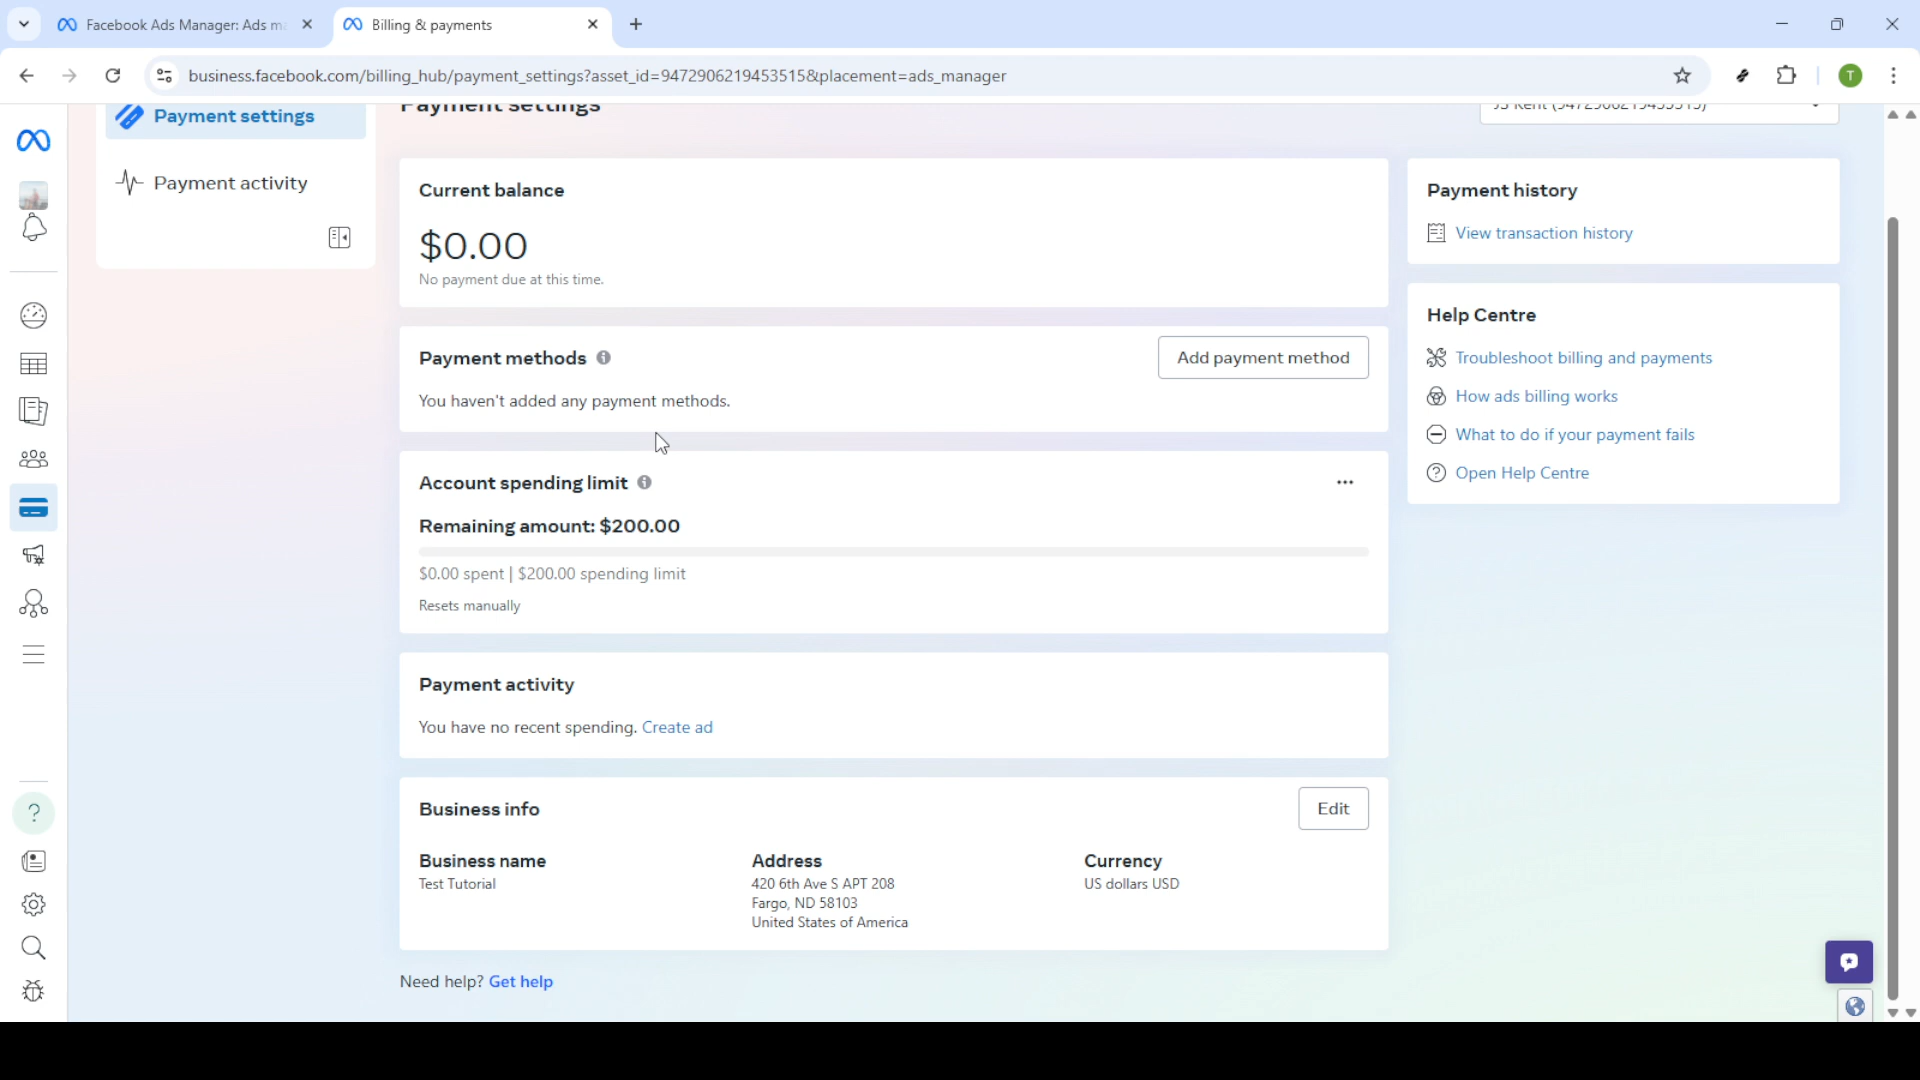 Facebook Ads Manager: Ads ma
Billing & payments
business.facebook.com/billing_hub/payment_settings?asset_id=9472906219453515&placement=ads_manager
T
Payment settings
Payment activity
Payment settings
Current balance
$0.00
No payment due at this time.
Payment methods
Add payment method
You haven't added any payment methods.
Account spending limit
Remaining amount: $200.00
$0.00 spent | $200.00 spending limit
Resets manually
Payment activity
You have no recent spending. Create ad
Business info
Edit
Business name
Test Tutorial
Address
420 6th Ave S APT 208
Fargo, ND 58103
United States of America
Currency
US dollars USD
Need help? Get help
JS Kent (9472906219453515)
Payment history
View transaction history
Help Centre
Troubleshoot billing and payments
How ads billing works
What to do if your payment fails
Open Help Centre